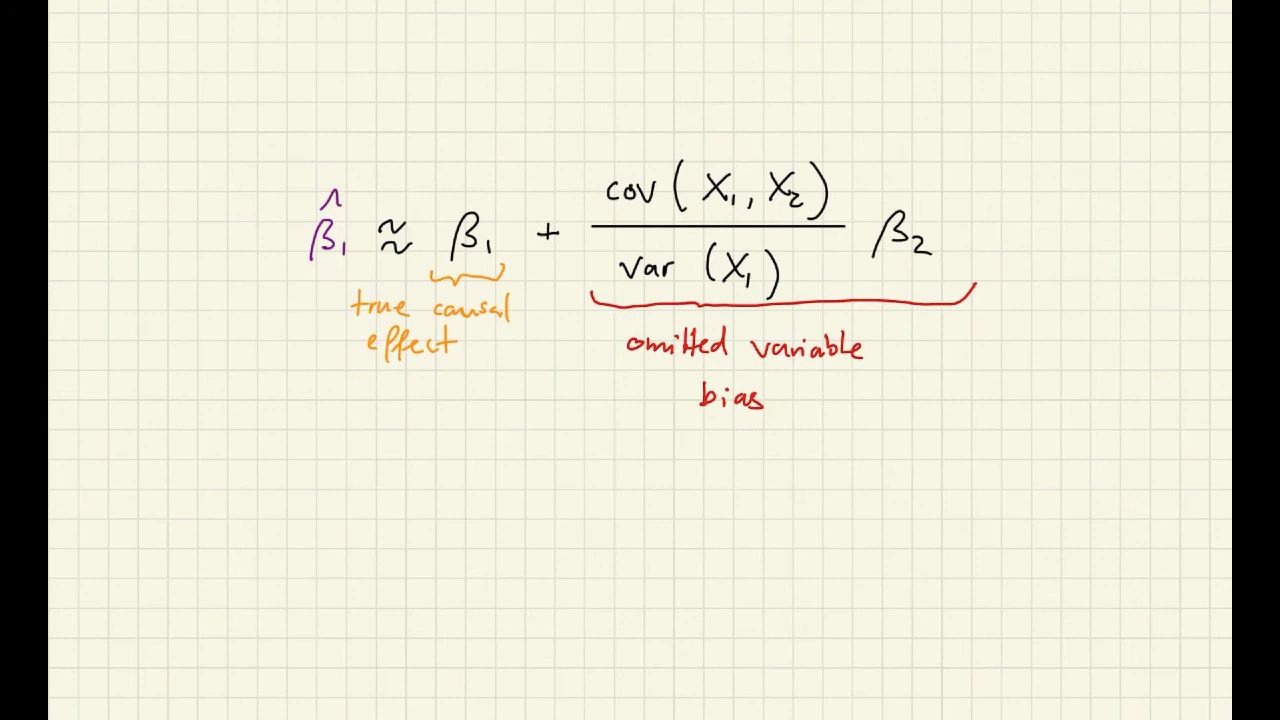 β̂₁ ≈ β₁ + cov (X₁, X₂) / var (X₁) β₂
true causal
effect
omitted variable
bias